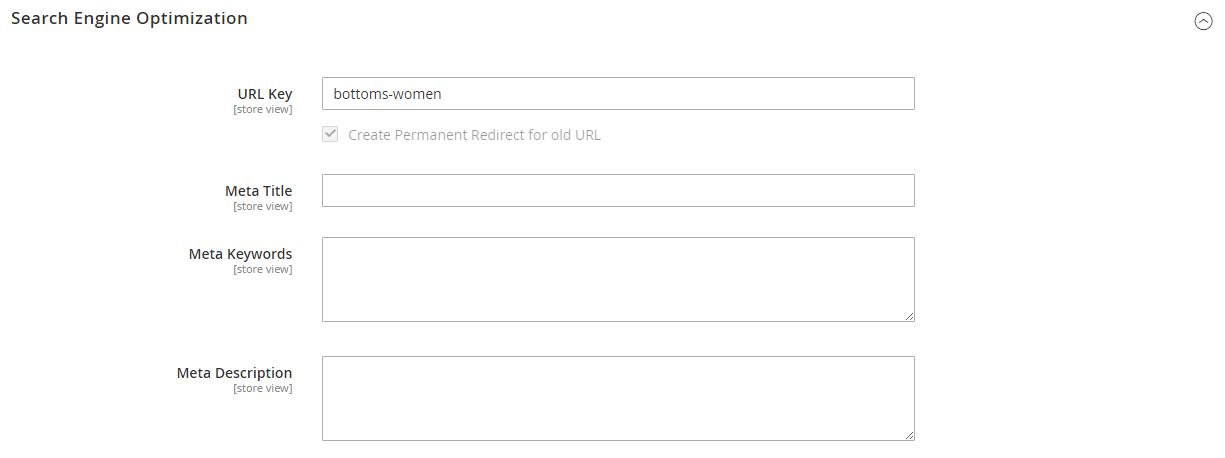 Search Engine Optimization
URL Key
[store view]
bottoms-women
Create Permanent Redirect for old URL
Meta Title
[store view]
Meta Keywords
[store view]
Meta Description
[store view]